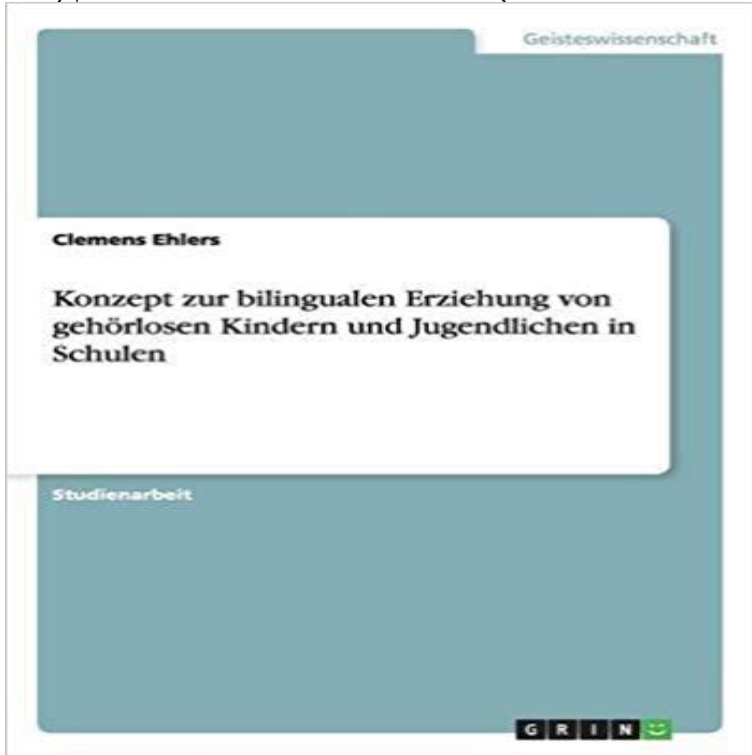 Geisteswissenschaft
Clemens Ehlers
Konzept zur bilingualen Erziehung von
gehörlosen Kindern und Jugendlichen in
Schulen
Studienarbeit
GRIN